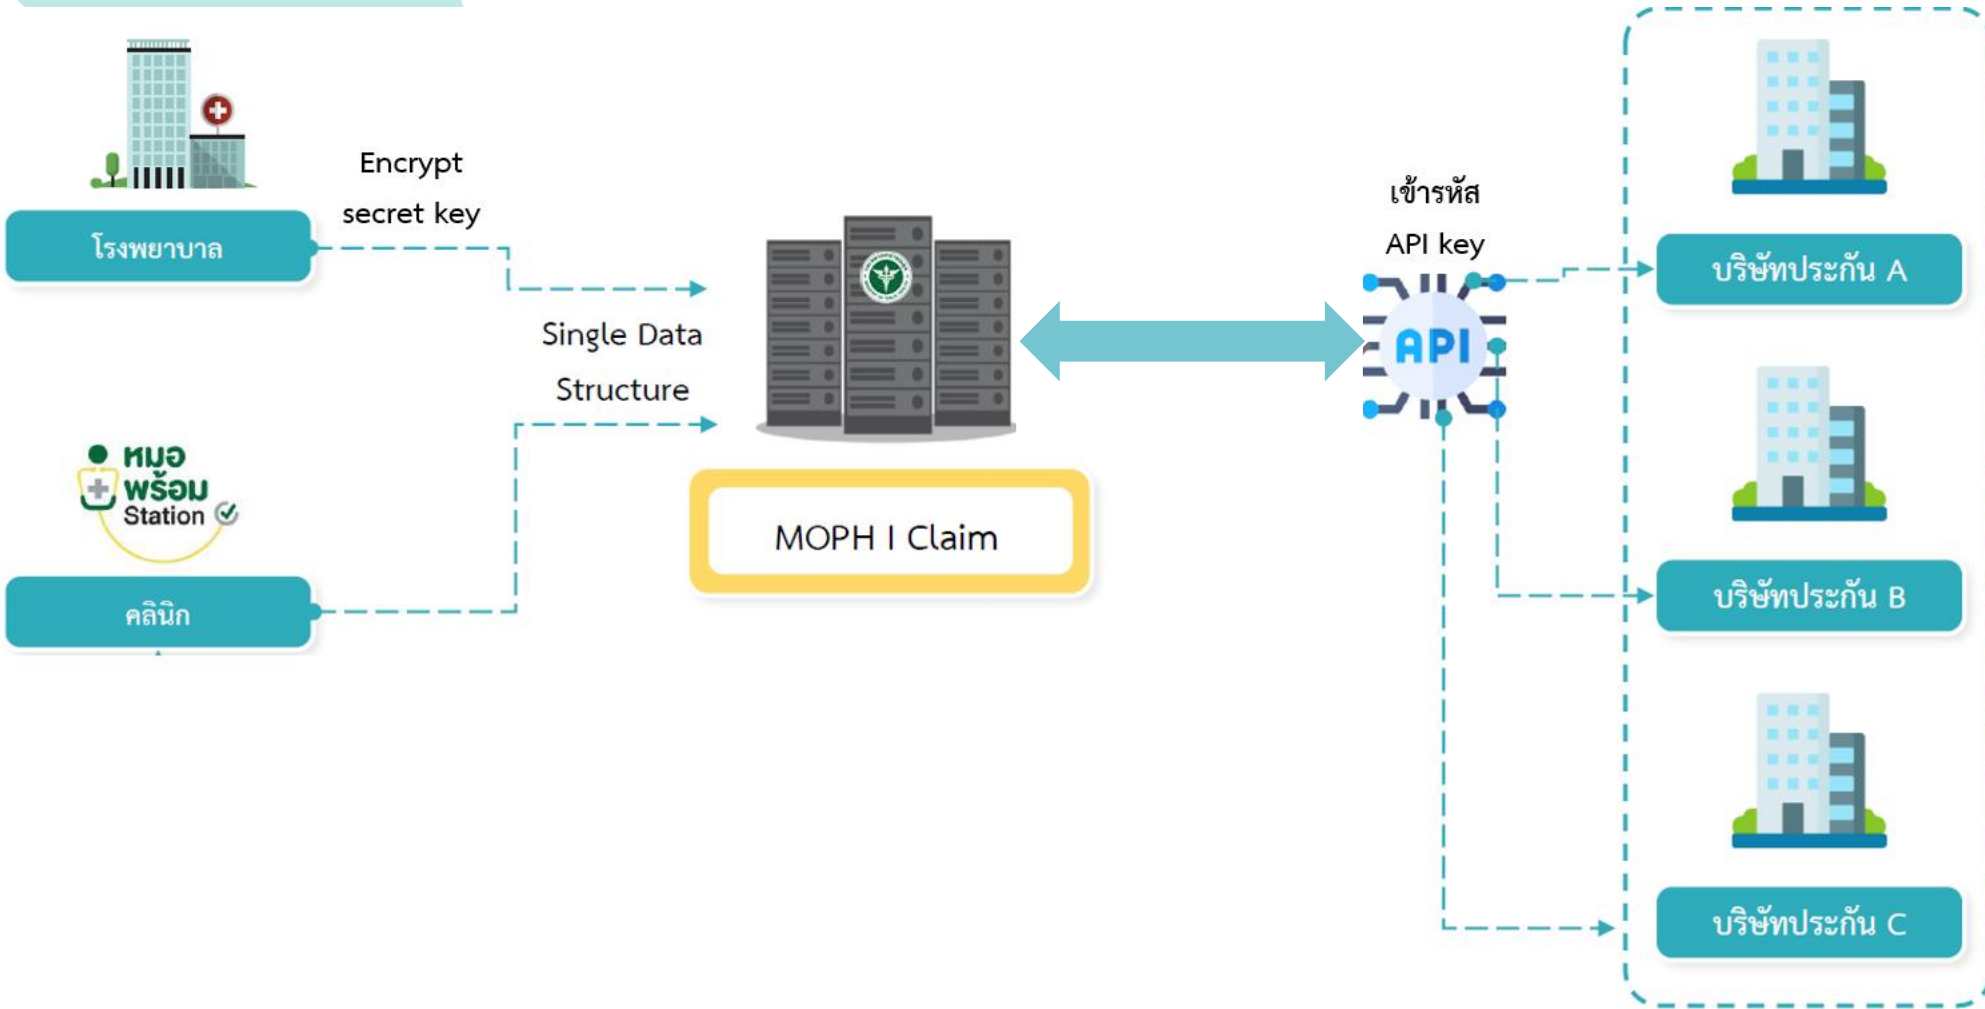 โรงพยาบาล
Encrypt
secret key
Single Data
Structure
หมอ
พร้อม
Station
คลินิก
MOPH I Claim
เข้ารหัส
API key
API
บริษัทประกัน A
บริษัทประกัน B
บริษัทประกัน C